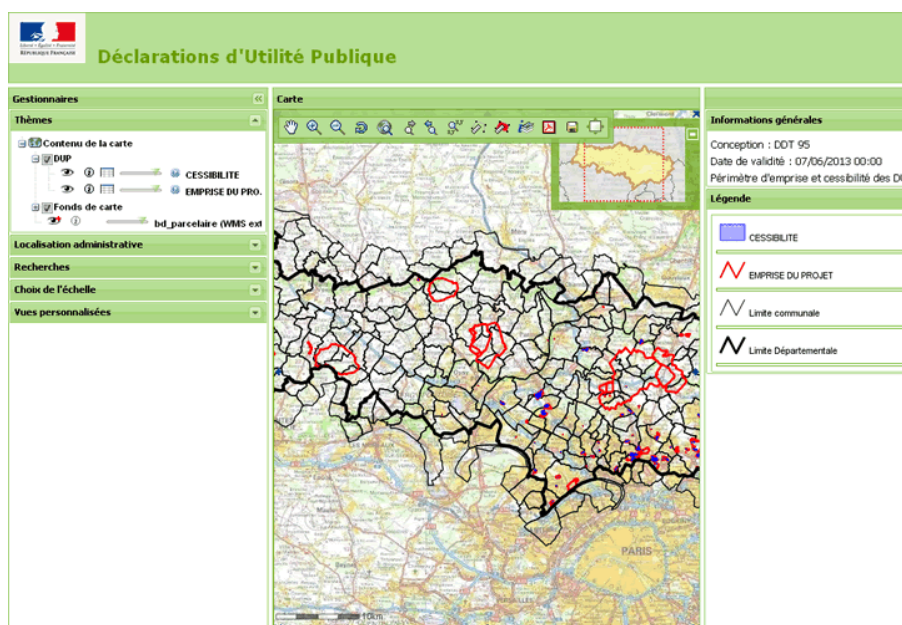 Liberté • Égalité • Fraternité
RÉPUBLIQUE FRANÇAISE
Déclarations d'Utilité Publique
Gestionnaires
Thèmes
Contenu de la carte
DUP
CESSIBILITE
EMPRISE DU PRO.
Fonds de carte
bd_parcelaire (WMS ext
Localisation administrative
Recherches
Choix de l'échelle
Vues personnalisées
Carte
Méru
PARIS
10km
Informations générales
Conception : DDT 95
Date de validité : 07/06/2013 00:00
Périmètre d'emprise et cessibilité des D
Légende
CESSIBILITE
EMPRISE DU PROJET
Limite communale
Limite Départementale